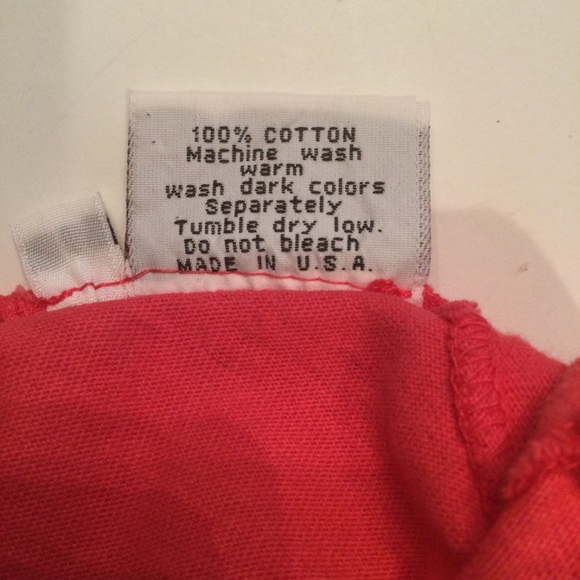 100% COTTON
Machine wash
warm
wash dark colors
Separately
Tumble dry low.
Do not bleach
MADE IN U.S.A.